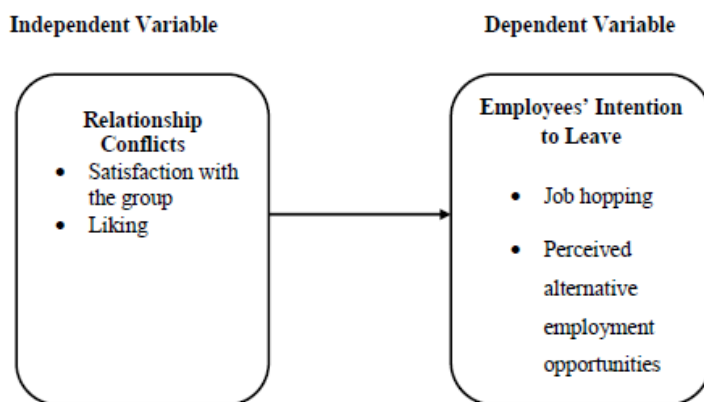 Independent Variable
Dependent Variable
Relationship
Conflicts
• Satisfaction with
the group
• Liking
Employees’ Intention
to Leave
• Job hopping
• Perceived
alternative
employment
opportunities